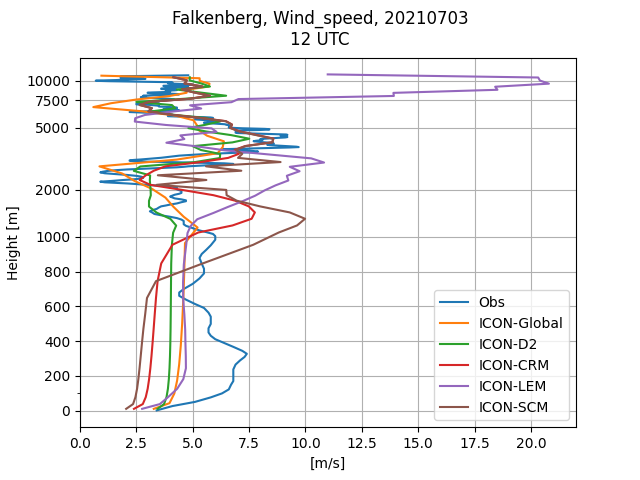 Falkenberg, Wind_speed, 20210703
12 UTC
10000
7500
5000
2000
1000
800
600
400
200
0
Height [m]
0.0 2.5 5.0 7.5 10.0 12.5 15.0 17.5 20.0
[m/s]
Obs
ICON-Global
ICON-D2
ICON-CRM
ICON-LEM
ICON-SCM